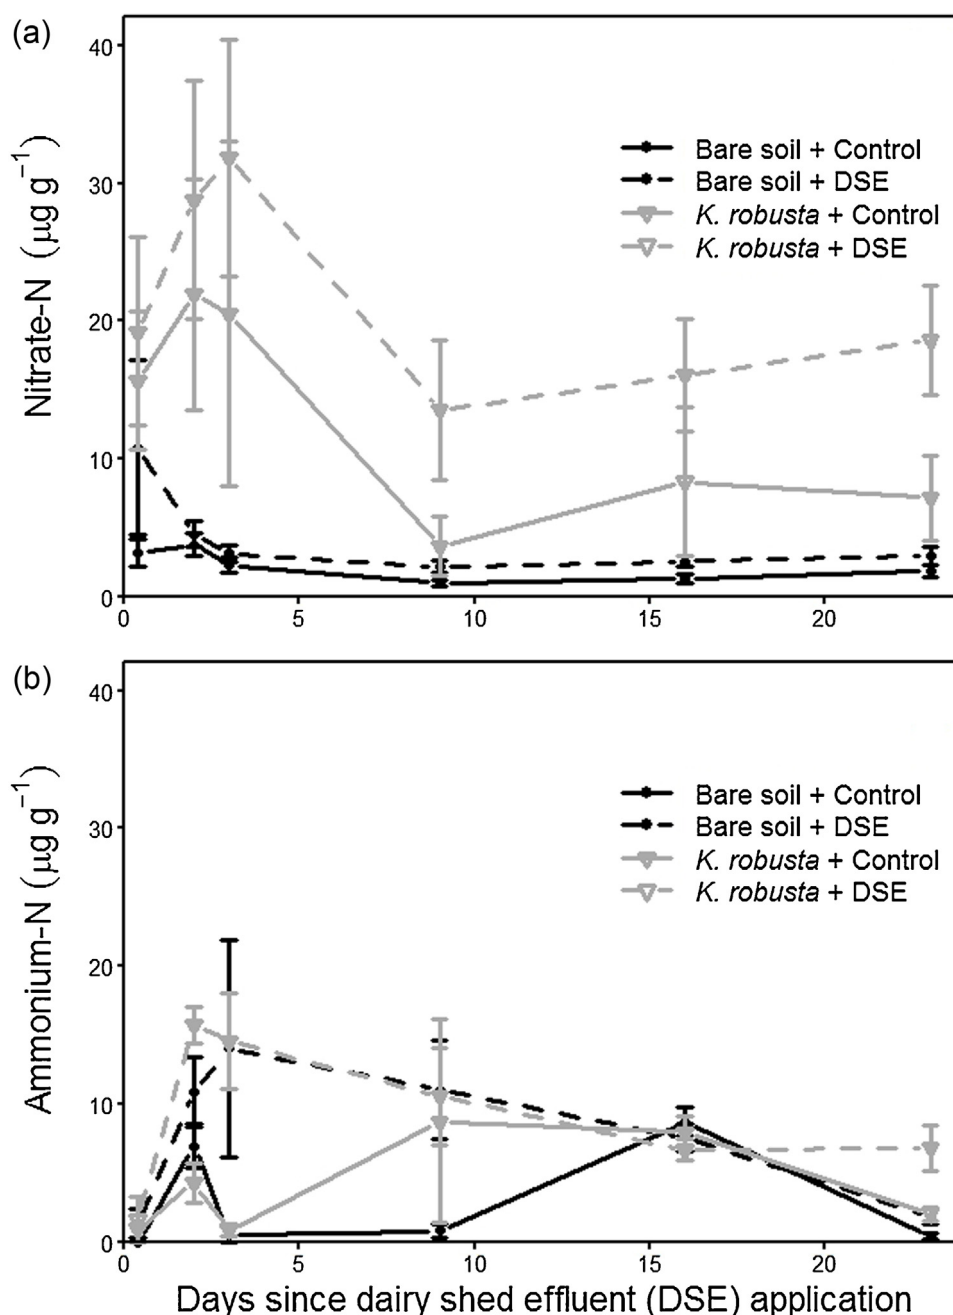 (a)
40
30
20
10
0
Nitrate-N (µg g⁻¹)
Bare soil + Control
Bare soil + DSE
K. robusta + Control
K. robusta + DSE
0 5 10 15 20
(b)
40
30
20
10
0
Ammonium-N (µg g⁻¹)
Bare soil + Control
Bare soil + DSE
K. robusta + Control
K. robusta + DSE
0 5 10 15 20
Days since dairy shed effluent (DSE) application